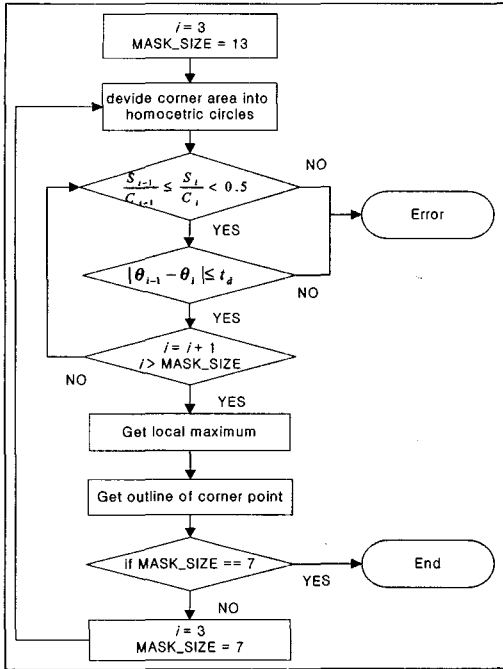 i = 3
MASK_SIZE = 13
devide corner area into
homocetric circles
S_{i-1}/C_{i-1} ≤ S_i/C_i < 0.5
NO
Error
YES
|θ_{i-1} − θ_i| ≤ t_d
NO
YES
i = i + 1
i > MASK_SIZE
NO
YES
Get local maximum
Get outline of corner point
if MASK_SIZE == 7
End
YES
NO
i = 3
MASK_SIZE = 7